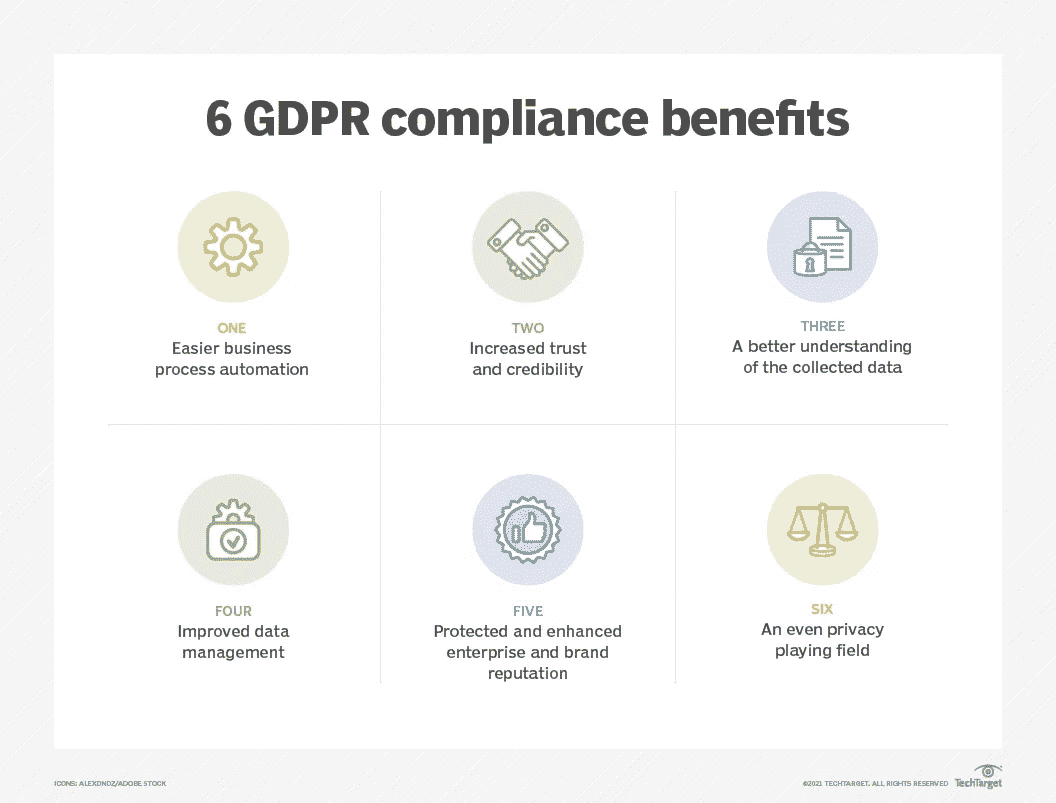 6 GDPR compliance benefits
ONE
Easier business
process automation
TWO
Increased trust
and credibility
THREE
A better understanding
of the collected data
FOUR
Improved data
management
FIVE
Protected and enhanced
enterprise and brand
reputation
SIX
An even privacy
playing field
ICONS: ALEXDNDZ/ADOBE STOCK
©2021 TECHTARGET. ALL RIGHTS RESERVED
TechTarget